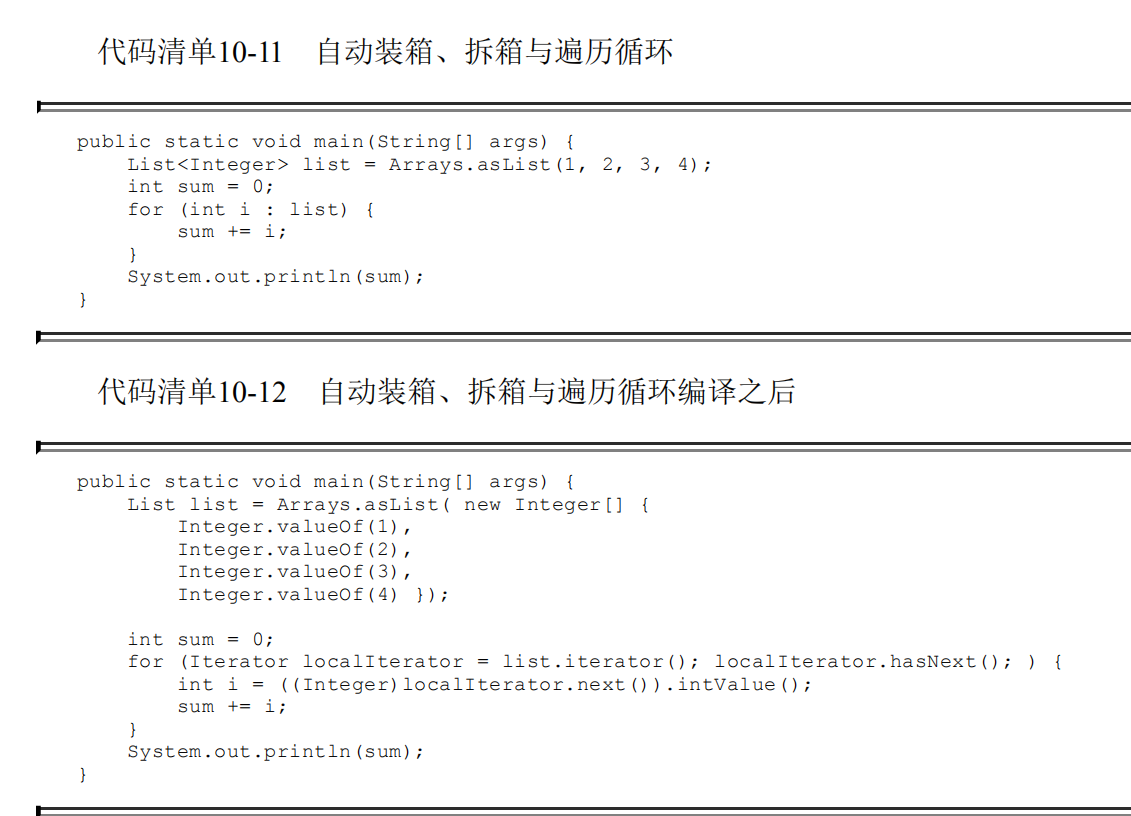 代码清单10-11 自动装箱、拆箱与遍历循环
public static void main(String[] args) {
    List<Integer> list = Arrays.asList(1, 2, 3, 4);
    int sum = 0;
    for (int i : list) {
        sum += i;
    }
    System.out.println(sum);
}
代码清单10-12 自动装箱、拆箱与遍历循环编译之后
public static void main(String[] args) {
    List list = Arrays.asList( new Integer[] {
        Integer.valueOf(1),
        Integer.valueOf(2),
        Integer.valueOf(3),
        Integer.valueOf(4) });
    int sum = 0;
    for (Iterator localIterator = list.iterator(); localIterator.hasNext(); ) {
        int i = ((Integer)localIterator.next()).intValue();
        sum += i;
    }
    System.out.println(sum);
}